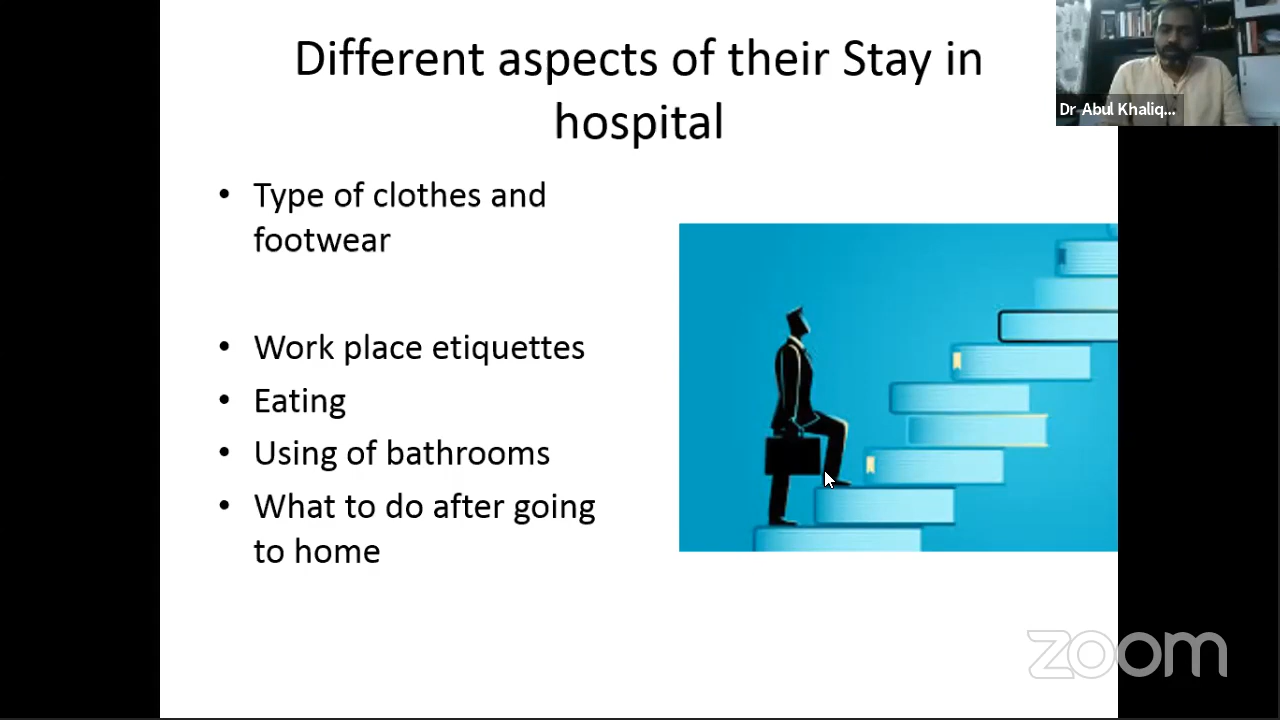 Different aspects of their Stay in
hospital
Dr Abul Khaliq...
• Type of clothes and
footwear
• Work place etiquettes
• Eating
• Using of bathrooms
• What to do after going
to home
zoom